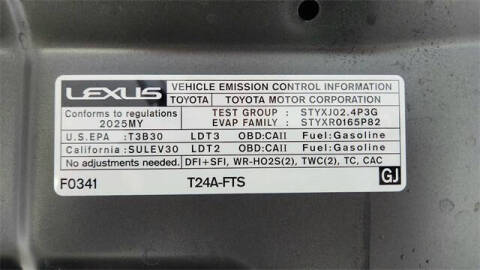 LEXUS VEHICLE EMISSION CONTROL INFORMATION
TOYOTA TOYOTA MOTOR CORPORATION
Conforms to regulations TEST GROUP : STYXJ02.4P3G
2025MY EVAP FAMILY : STYXR0165P82
U.S.EPA :T3B30 LDT3 OBD:CAII Fuel:Gasoline
California :SULEV30 LDT2 OBD:CAII Fuel:Gasoline
No adjustments needed. DFI+SFI, WR-HO2S(2), TWC(2), TC, CAC
F0341 T24A-FTS GJ